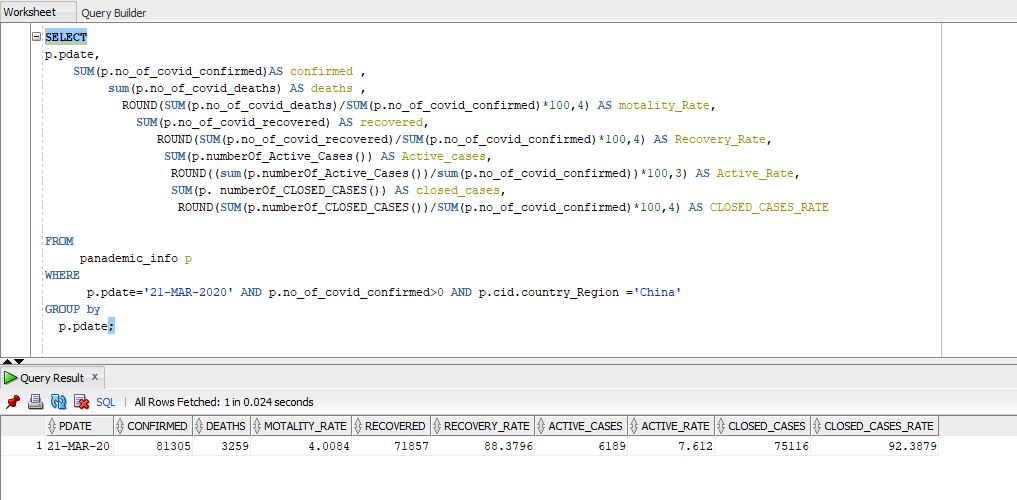 Worksheet Query Builder
SELECT
p.pdate,
SUM(p.no_of_covid_confirmed)AS confirmed ,
sum(p.no_of_covid_deaths) AS deaths ,
ROUND(SUM(p.no_of_covid_deaths)/SUM(p.no_of_covid_confirmed)*100,4) AS motality_Rate,
SUM(p.no_of_covid_recovered) AS recovered,
ROUND(SUM(p.no_of_covid_recovered)/SUM(p.no_of_covid_confirmed)*100,4) AS Recovery_Rate,
SUM(p.numberOf_Active_Cases()) AS Active_cases,
ROUND((sum(p.numberOf_Active_Cases())/sum(p.no_of_covid_confirmed))*100,3) AS Active_Rate,
SUM(p. numberOf_CLOSED_CASES()) AS closed_cases,
ROUND(SUM(p.numberOf_CLOSED_CASES())/SUM(p.no_of_covid_confirmed)*100,4) AS CLOSED_CASES_RATE
FROM
panademic_info p
WHERE
p.pdate='21-MAR-2020' AND p.no_of_covid_confirmed>0 AND p.cid.country_Region ='China'
GROUP by
p.pdate;
Query Result x
SQL | All Rows Fetched: 1 in 0.024 seconds
PDATE CONFIRMED DEATHS MOTALITY_RATE RECOVERED RECOVERY_RATE ACTIVE_CASES ACTIVE_RATE CLOSED_CASES CLOSED_CASES_RATE
1 21-MAR-20 81305 3259 4.0084 71857 88.3796 6189 7.612 75116 92.3879